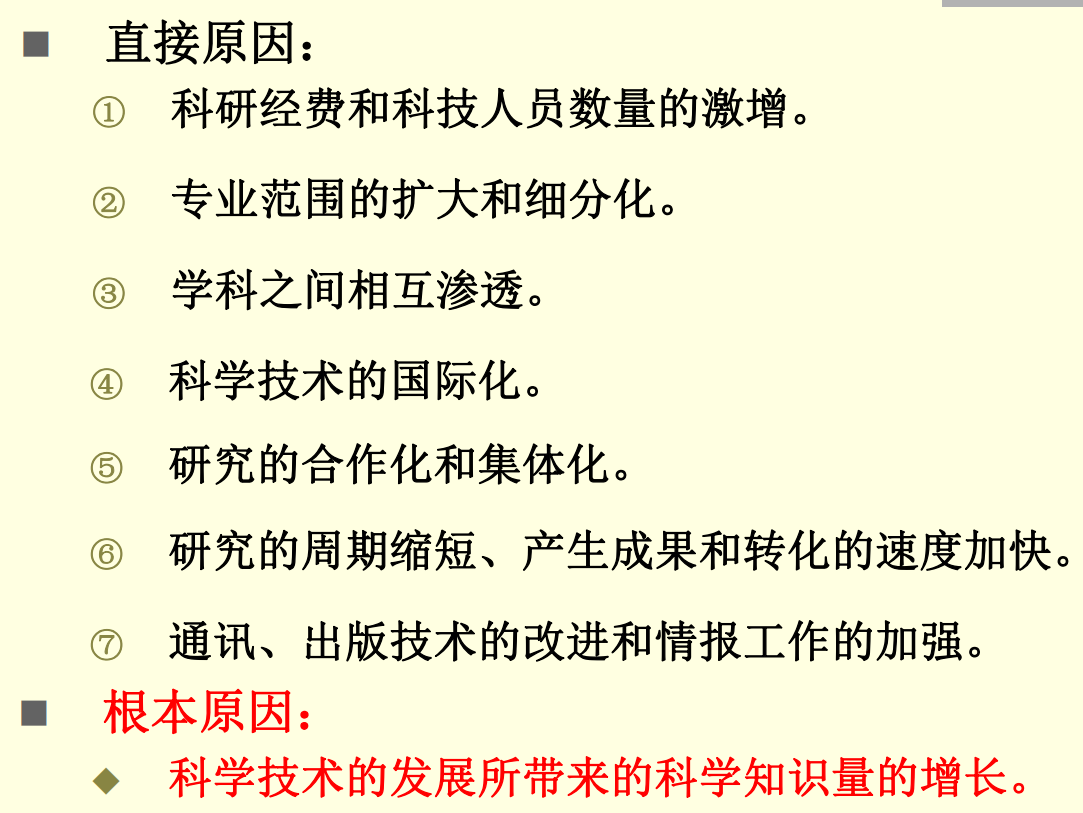 直接原因：
① 科研经费和科技人员数量的激增。
② 专业范围的扩大和细分化。
③ 学科之间相互渗透。
④ 科学技术的国际化。
⑤ 研究的合作化和集体化。
⑥ 研究的周期缩短、产生成果和转化的速度加快。
⑦ 通讯、出版技术的改进和情报工作的加强。
根本原因：
科学技术的发展所带来的科学知识量的增长。